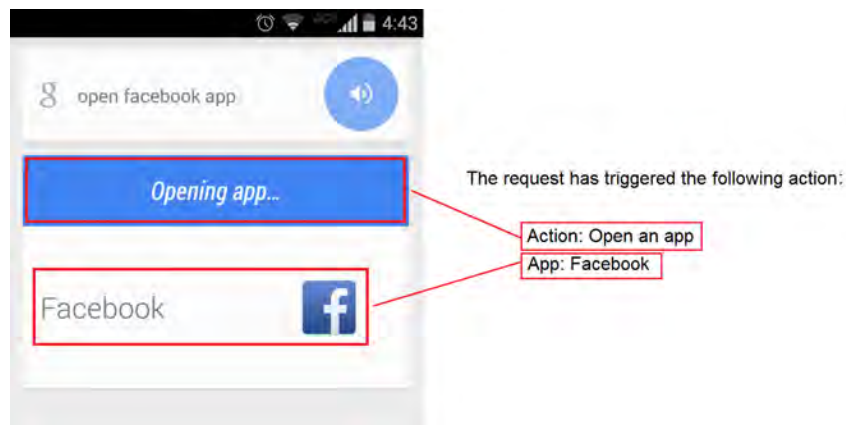 4:43
g open facebook app
Opening app...
Facebook
f
The request has triggered the following action:
Action: Open an app
App: Facebook